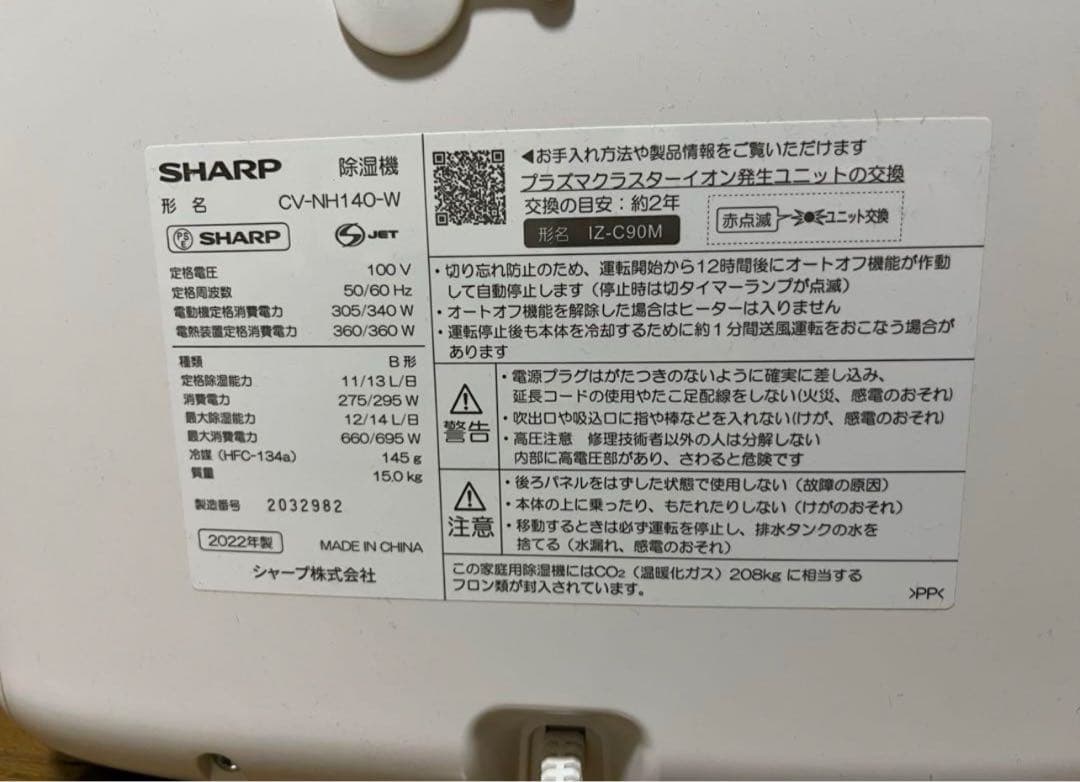 SHARP 除湿機
形 名 CV-NH140-W
PS E SHARP S JET
定格電圧 100 V
定格周波数 50/60 Hz
電動機定格消費電力 305/340 W
電熱装置定格消費電力 360/360 W
種類 B 形
定格除湿能力 11/13 L/日
消費電力 275/295 W
最大除湿能力 12/14 L/日
最大消費電力 660/695 W
冷媒（HFC-134a） 145 g
質量 15.0 kg
製造番号 2032982
2022年製 MADE IN CHINA
シャープ株式会社
◀お手入れ方法や製品情報をご覧いただけます
プラズマクラスターイオン発生ユニットの交換
交換の目安：約2年
形名 IZ-C90M
赤点滅 ユニット交換
・切り忘れ防止のため、運転開始から12時間後にオートオフ機能が作動
して自動停止します（停止時は切タイマーランプが点滅）
・オートオフ機能を解除した場合はヒーターは入りません
・運転停止後も本体を冷却するために約1分間送風運転をおこなう場合が
あります
警告
・電源プラグはがたつきのないように確実に差し込み、
延長コードの使用やたこ足配線をしない(火災、感電のおそれ)
・吹出口や吸込口に指や棒などを入れない(けが、感電のおそれ)
・高圧注意 修理技術者以外の人は分解しない
内部に高電圧部があり、さわると危険です
注意
・後ろパネルをはずした状態で使用しない（故障の原因）
・本体の上に乗ったり、もたれたりしない（けがのおそれ）
・移動するときは必ず運転を停止し、排水タンクの水を
捨てる（水漏れ、感電のおそれ）
この家庭用除湿機にはCO₂（温暖化ガス）208kg に相当する
フロン類が封入されています。
>PP<